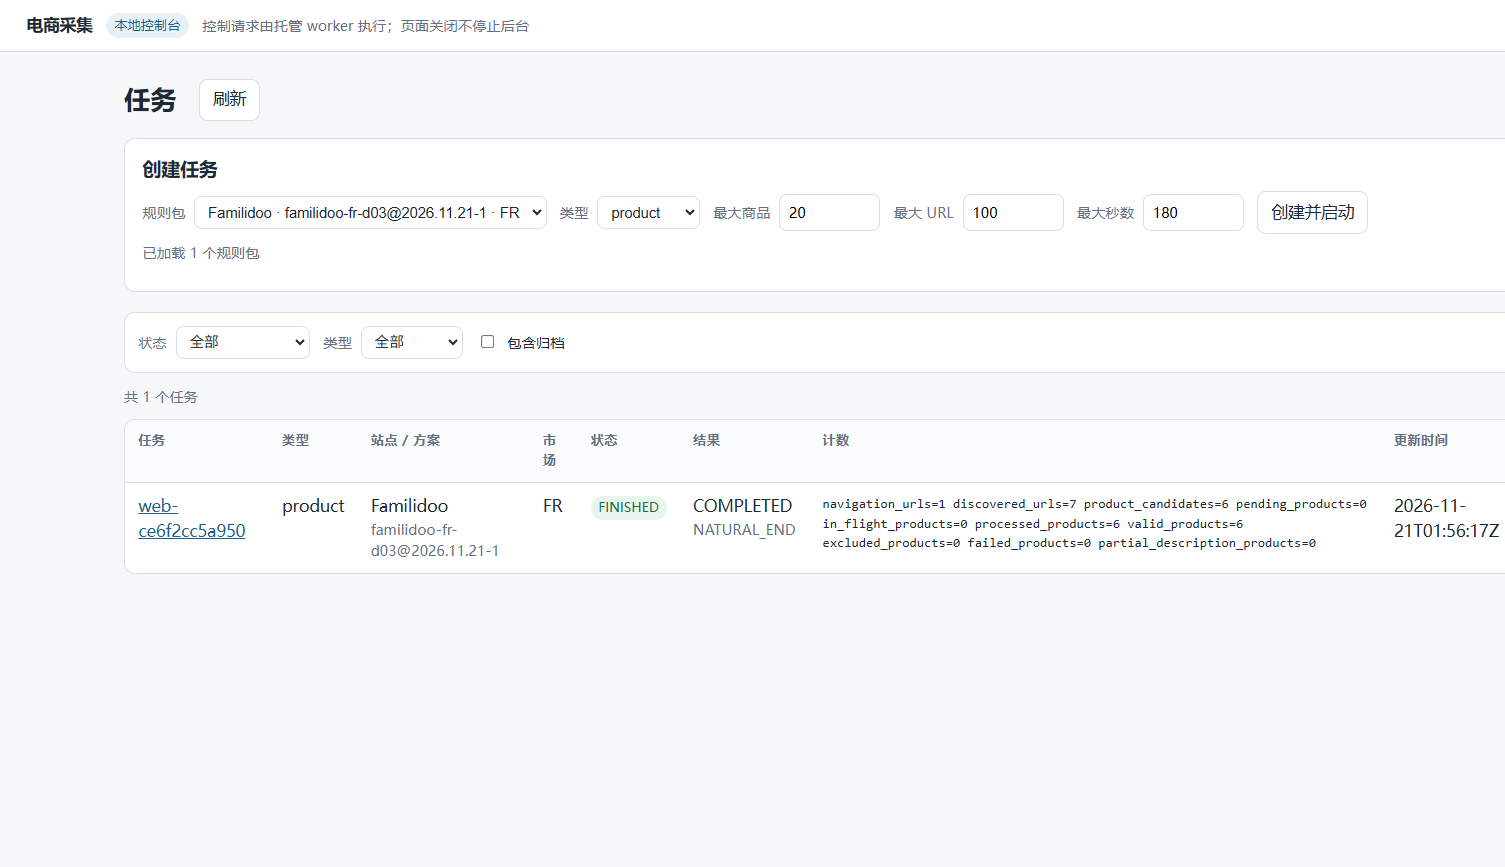 电商采集 本地控制台 控制请求由托管 worker 执行；页面关闭不停止后台
任务 刷新
创建任务
规则包 Familidoo · familidoo-fr-d03@2026.11.21-1 · FR 类型 product 最大商品 20 最大 URL 100 最大秒数 180 创建并启动
已加载 1 个规则包
状态 全部 类型 全部 包含归档
共 1 个任务
任务 类型 站点 / 方案 市场 状态 结果 计数 更新时间
web-ce6f2cc5a950 product Familidoo FR FINISHED COMPLETED navigation_urls=1 discovered_urls=7 product_candidates=6 pending_products=0 2026-11-21T01:56:17Z
familidoo-fr-d03@2026.11.21-1 NATURAL_END in_flight_products=0 processed_products=6 valid_products=6
excluded_products=0 failed_products=0 partial_description_products=0